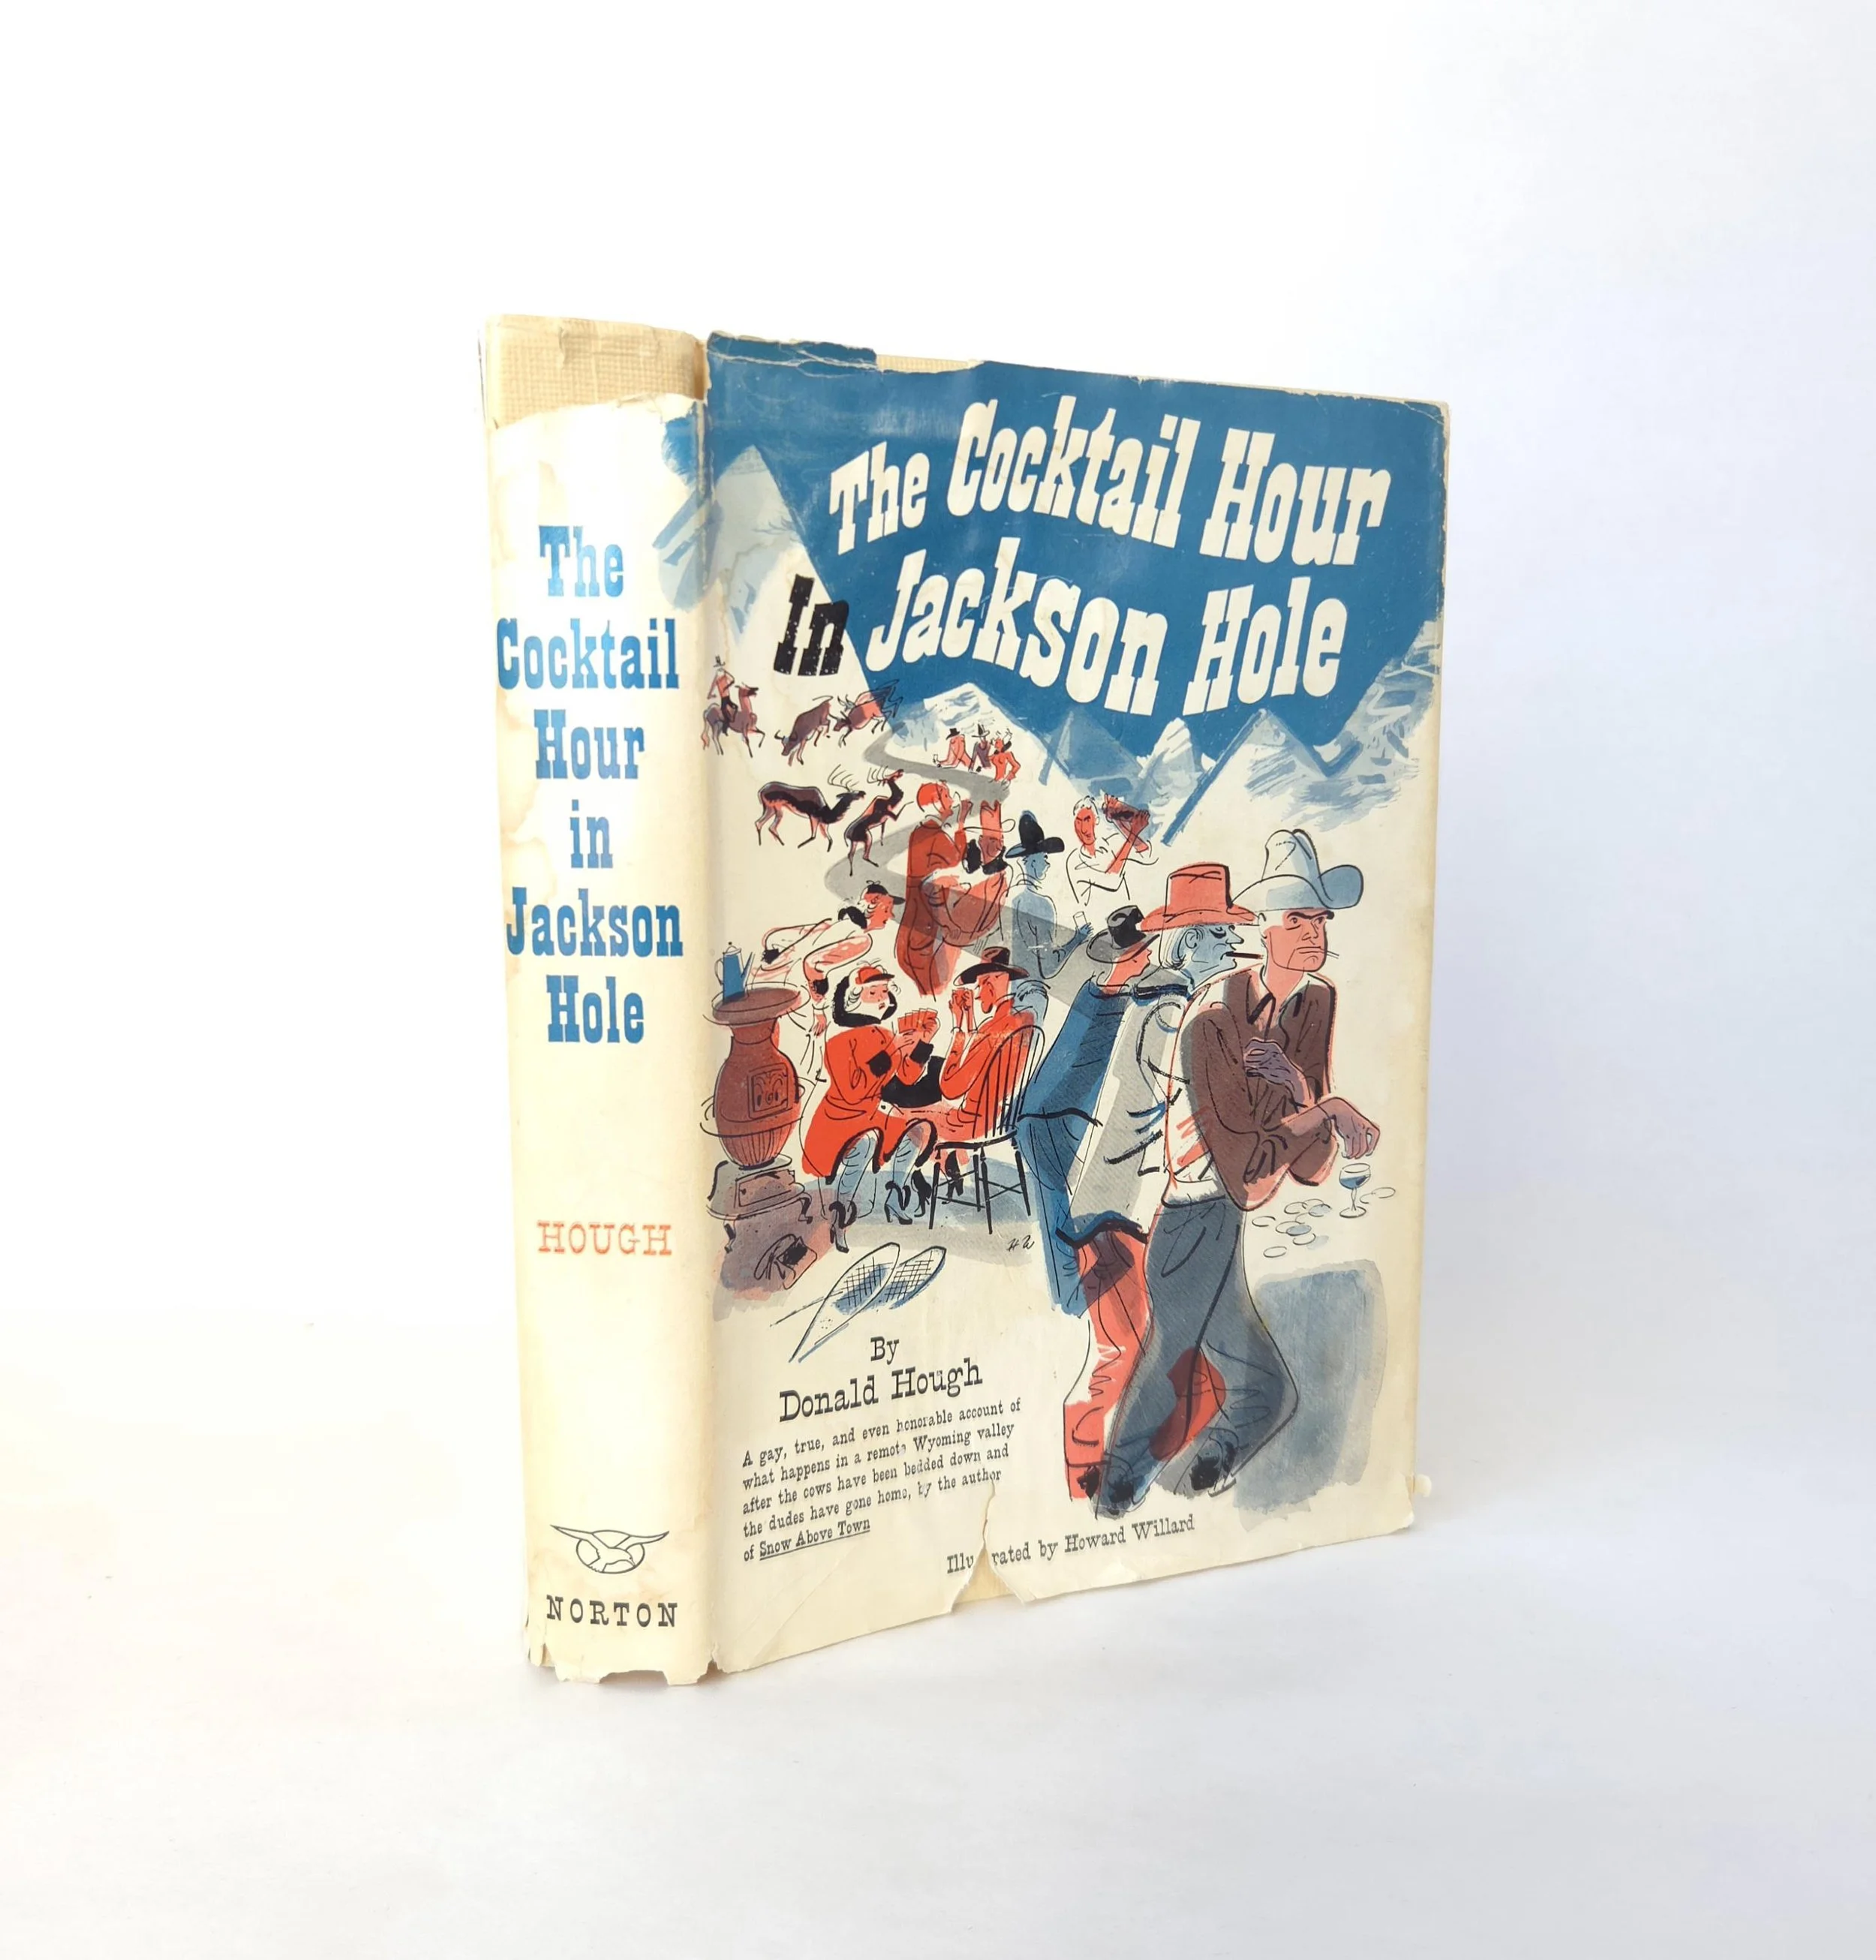 The
Cocktail
Hour
in
Jackson
Hole
HOUGH
NORTON
The Cocktail Hour
In Jackson Hole
HW
By
Donald Hough
A gay, true, and even honorable account of
what happens in a remote Wyoming valley
after the cows have been bedded down and
the dudes have gone home, by the author
of Snow Above Town
Illu rated by Howard Willard